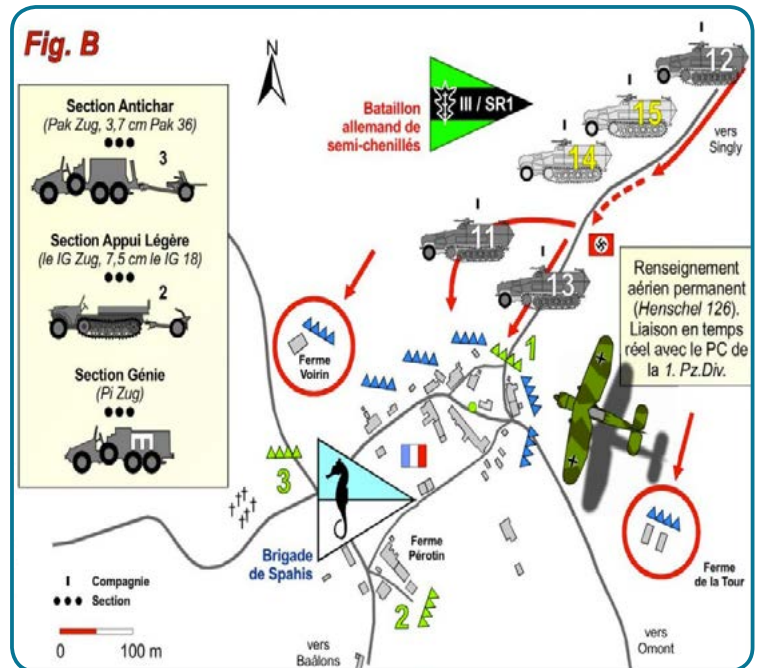 Fig. B
Section Antichar
(Pak Zug, 3,7 cm Pak 36)
3
Section Appui Légère
(le IG Zug, 7,5 cm le IG 18)
2
Section Génie
(Pi Zug)
E
I Compagnie
Section
0 100 m
N
Bataillon
allemand de
semi-chenillés
III / SR1
I
12
I
15
I
14
I
11
I
13
vers
Singly
Renseignement
aérien permanent
(Henschel 126).
Liaison en temps
réel avec le PC de
la 1. Pz.Div.
Ferme
Voirin
1
3
Brigade
de Spahis
Ferme
Pérotin
2
Ferme
de la Tour
vers
Baâlons
vers
Omont